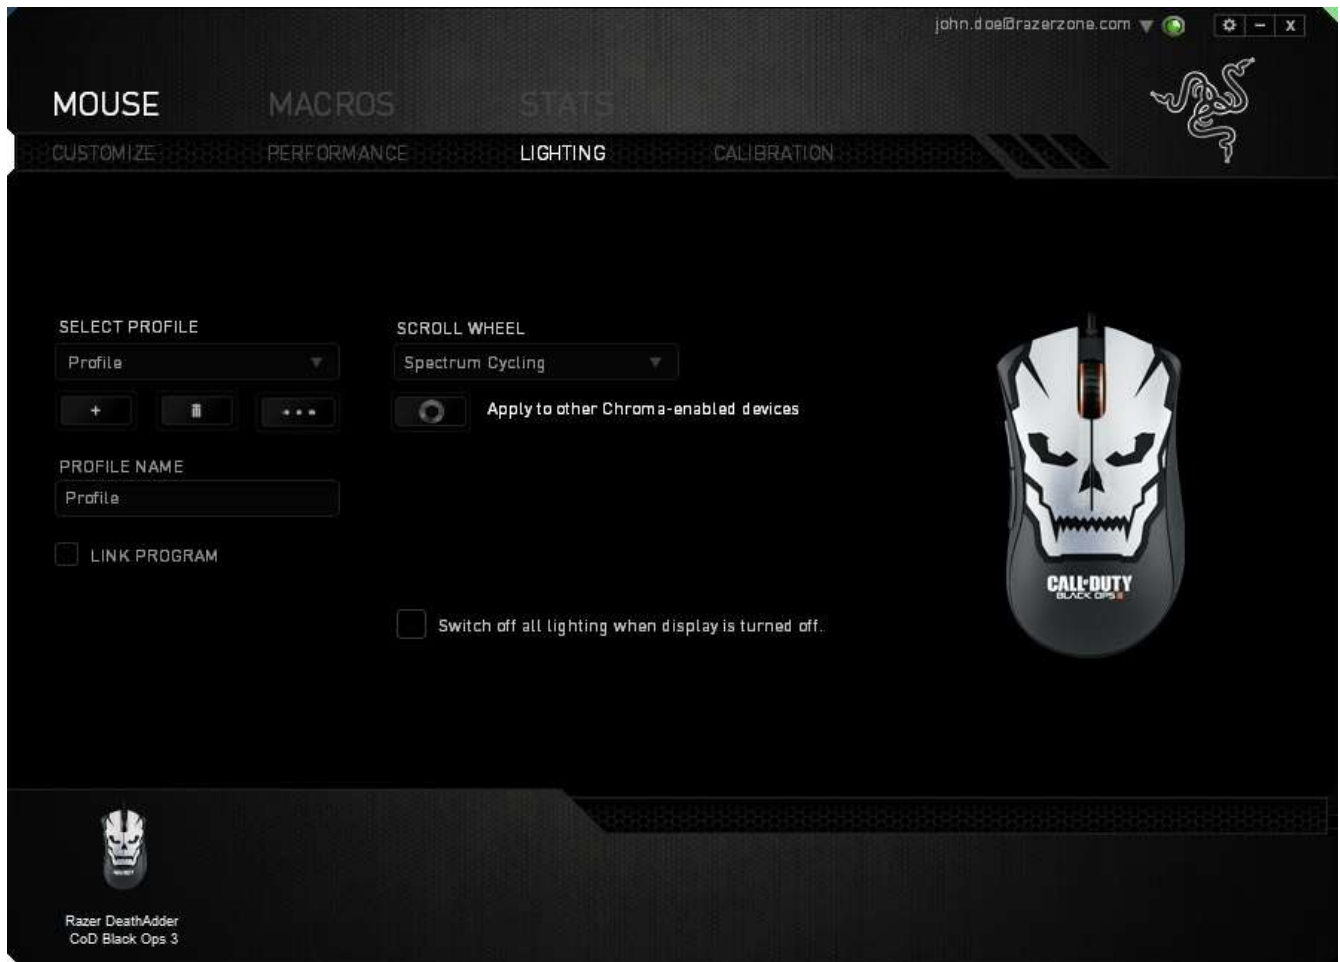 john.doe@razerzone.com
MOUSE
MACROS
STATS
CUSTOMIZE
PERFORMANCE
LIGHTING
CALIBRATION
SELECT PROFILE
SCROLL WHEEL
Profile
Spectrum Cycling
Apply to other Chroma-enabled devices
PROFILE NAME
Profile
LINK PROGRAM
Switch off all lighting when display is turned off.
CALL OF DUTY
BLACK OPS III
Razer DeathAdder
CoD Black Ops 3